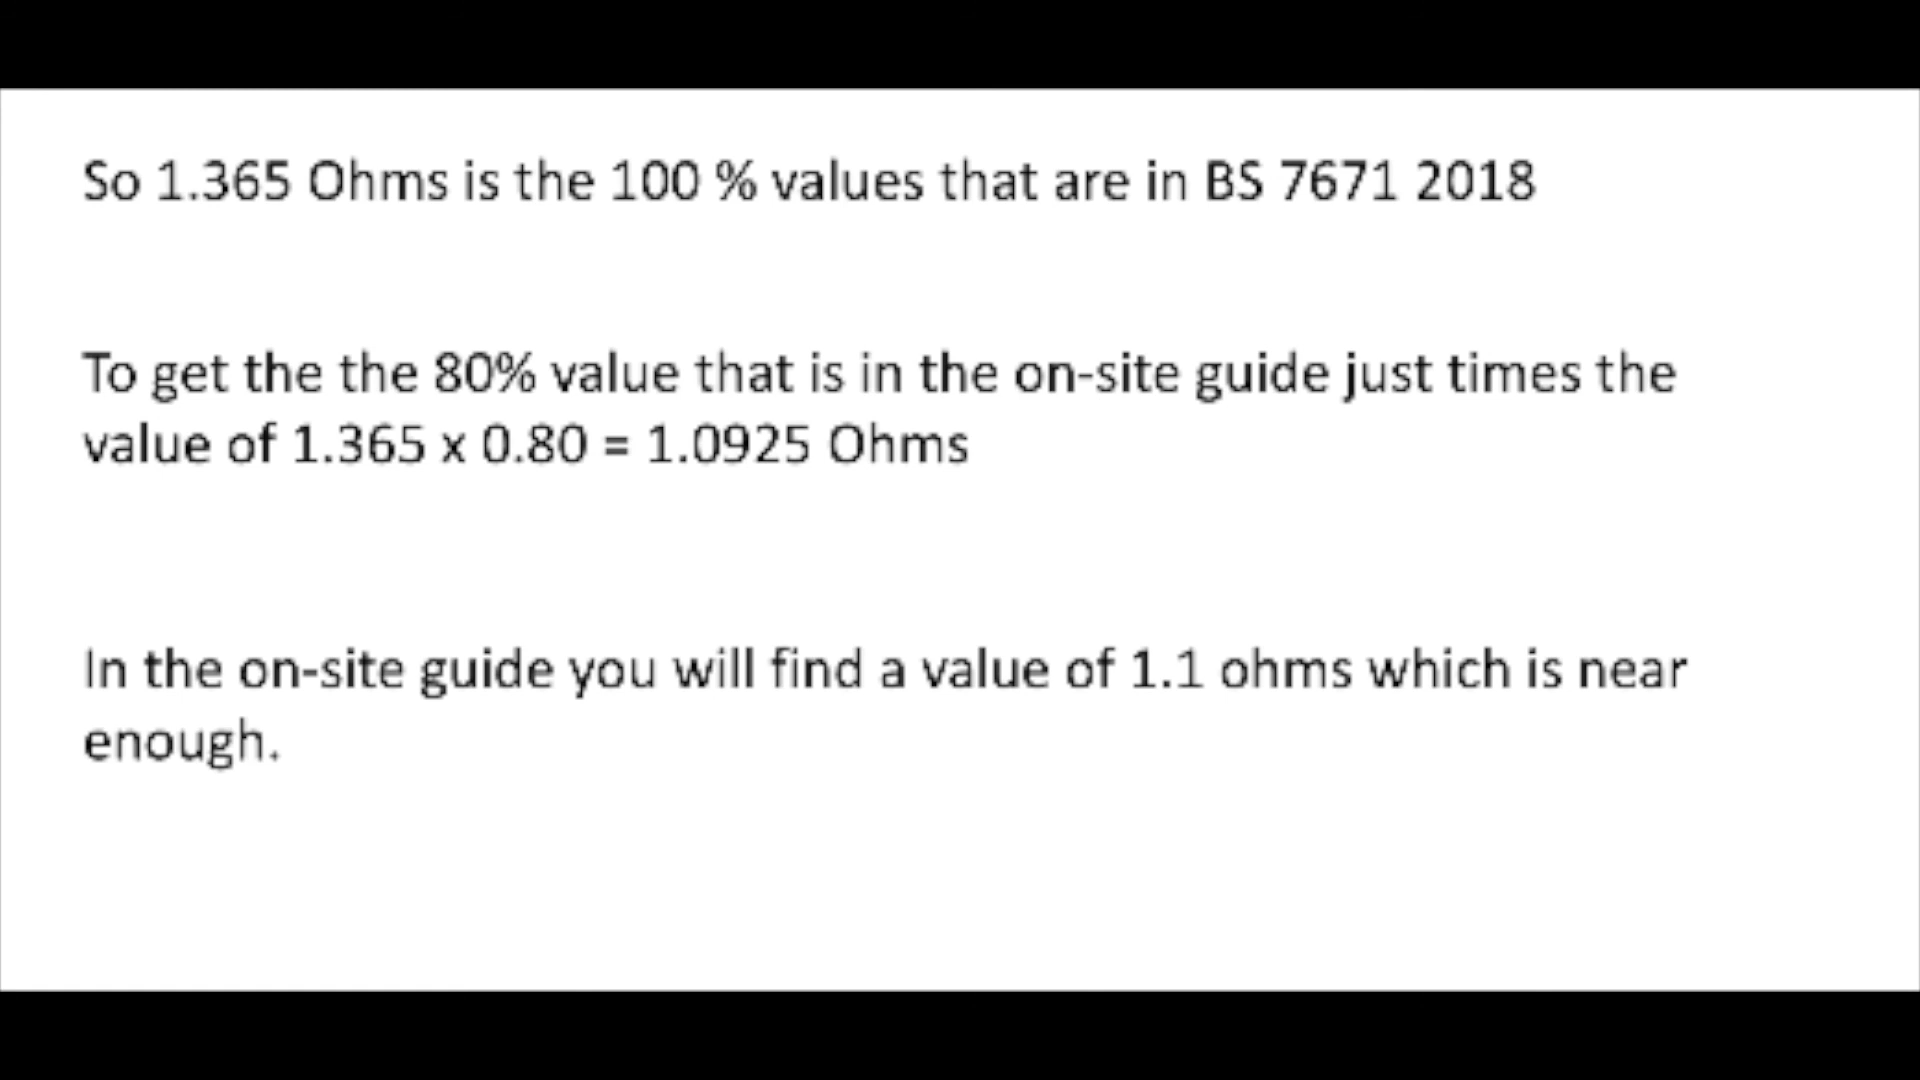 So 1.365 Ohms is the 100 % values that are in BS 7671 2018
To get the the 80% value that is in the on-site guide just times the
value of 1.365 x 0.80 = 1.0925 Ohms
In the on-site guide you will find a value of 1.1 ohms which is near
enough.